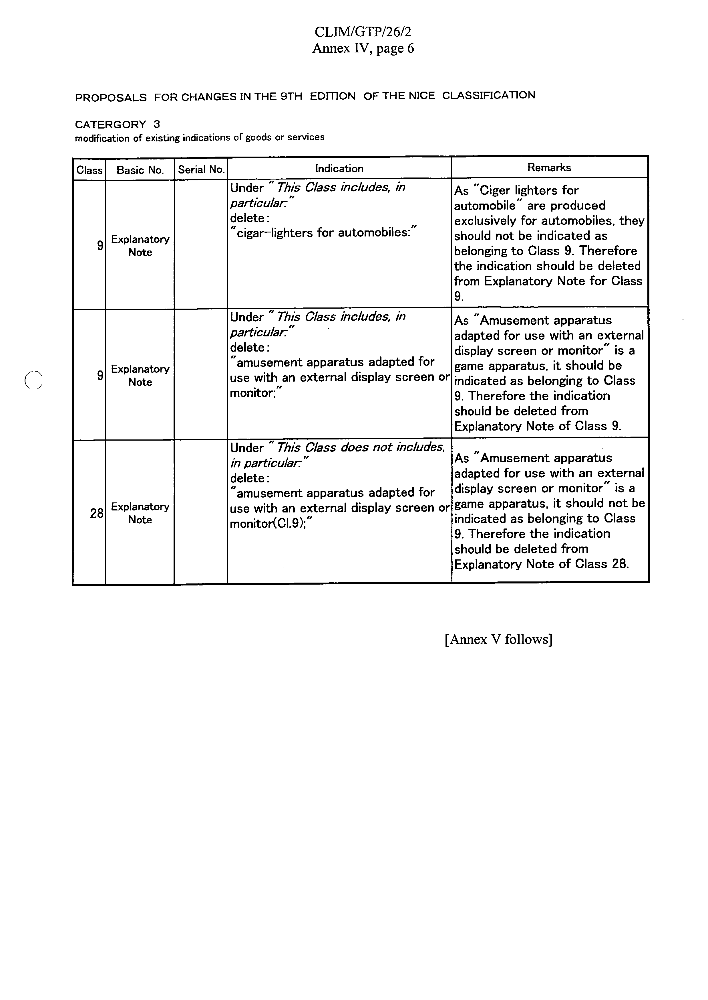 CLIM/GTP/26/2
Annex IV, page 6
PROPOSALS FOR CHANGES IN THE 9TH EDITION OF THE NICE CLASSIFICATION
CATERGORY 3
modification of existing indications of goods or services
Class Basic No. Serial No. Indication Remarks
9
Explanatory
Note
Under "This Class includes, in
particular:"
delete:
"cigar-lighters for automobiles:"
As "Ciger lighters for
automobile" are produced
exclusively for automobiles, they
should not be indicated as
belonging to Class 9. Therefore
the indication should be deleted
from Explanatory Note for Class
9.
9
Explanatory
Note
Under "This Class includes, in
particular:"
delete:
"amusement apparatus adapted for
use with an external display screen or
monitor;"
As "Amusement apparatus
adapted for use with an external
display screen or monitor" is a
game apparatus, it should be
indicated as belonging to Class
9. Therefore the indication
should be deleted from
Explanatory Note of Class 9.
28
Explanatory
Note
Under "This Class does not includes,
in particular:"
delete:
"amusement apparatus adapted for
use with an external display screen or
monitor(Cl.9);"
As "Amusement apparatus
adapted for use with an external
display screen or monitor" is a
game apparatus, it should not be
indicated as belonging to Class
9. Therefore the indication
should be deleted from
Explanatory Note of Class 28.
[Annex V follows]